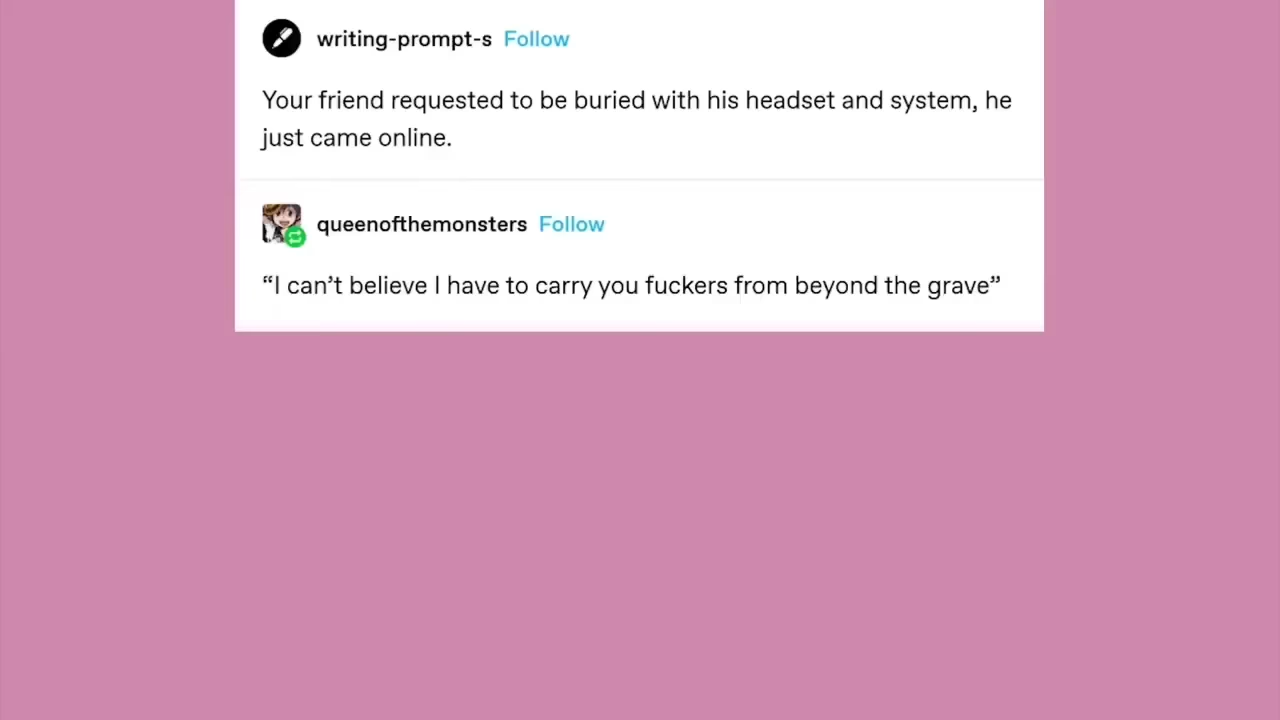 writing-prompt-s Follow
Your friend requested to be buried with his headset and system, he
just came online.
queenofthemonsters Follow
“I can’t believe I have to carry you fuckers from beyond the grave”